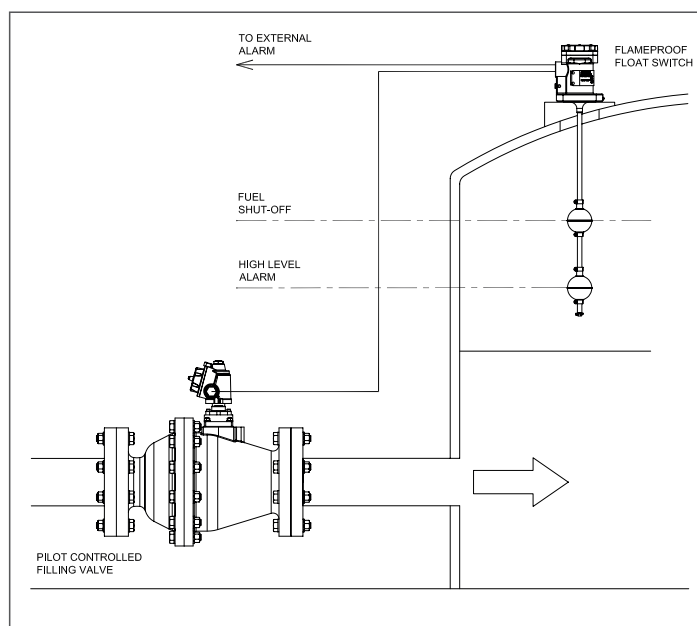 TO EXTERNAL
ALARM
FLAMEPROOF
FLOAT SWITCH
FUEL
SHUT-OFF
HIGH LEVEL
ALARM
PILOT CONTROLLED
FILLING VALVE